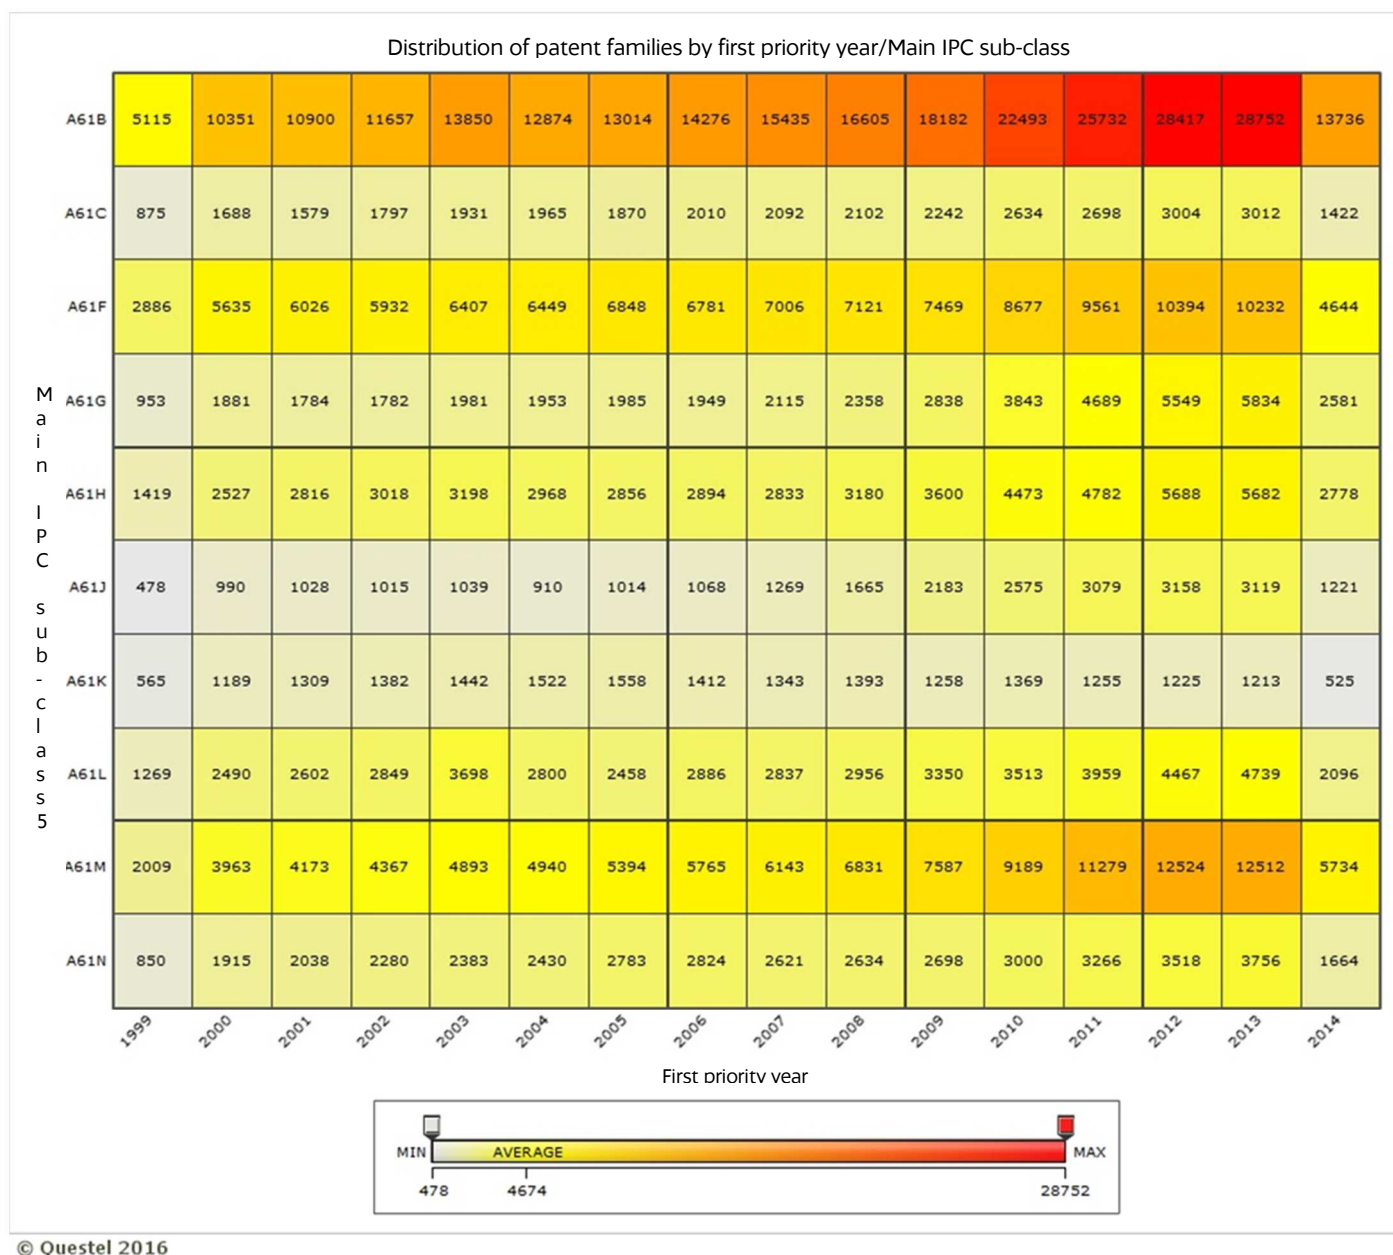 Distribution of patent families by first priority year/Main IPC sub-class
A61B 5115 10351 10900 11657 13850 12874 13014 14276 15435 16605 18182 22493 25732 28417 28752 13736
A61C 875 1688 1579 1797 1931 1965 1870 2010 2092 2102 2242 2634 2698 3004 3012 1422
A61F 2886 5635 6026 5932 6407 6449 6848 6781 7006 7121 7469 8677 9561 10394 10232 4644
A61G 953 1881 1784 1782 1981 1953 1985 1949 2115 2358 2838 3843 4689 5549 5834 2581
A61H 1419 2527 2816 3018 3198 2968 2856 2894 2833 3180 3600 4473 4782 5688 5682 2778
A61J 478 990 1028 1015 1039 910 1014 1068 1269 1665 2183 2575 3079 3158 3119 1221
A61K 565 1189 1309 1382 1442 1522 1558 1412 1343 1393 1258 1369 1255 1225 1213 525
A61L 1269 2490 2602 2849 3698 2800 2458 2886 2837 2956 3350 3513 3959 4467 4739 2096
A61M 2009 3963 4173 4367 4893 4940 5394 5765 6143 6831 7587 9189 11279 12524 12512 5734
A61N 850 1915 2038 2280 2383 2430 2783 2824 2621 2634 2698 3000 3266 3518 3756 1664
Main IPC sub-class5
1999 2000 2001 2002 2003 2004 2005 2006 2007 2008 2009 2010 2011 2012 2013 2014
First priority year
MIN AVERAGE MAX
478 4674 28752
© Questel 2016